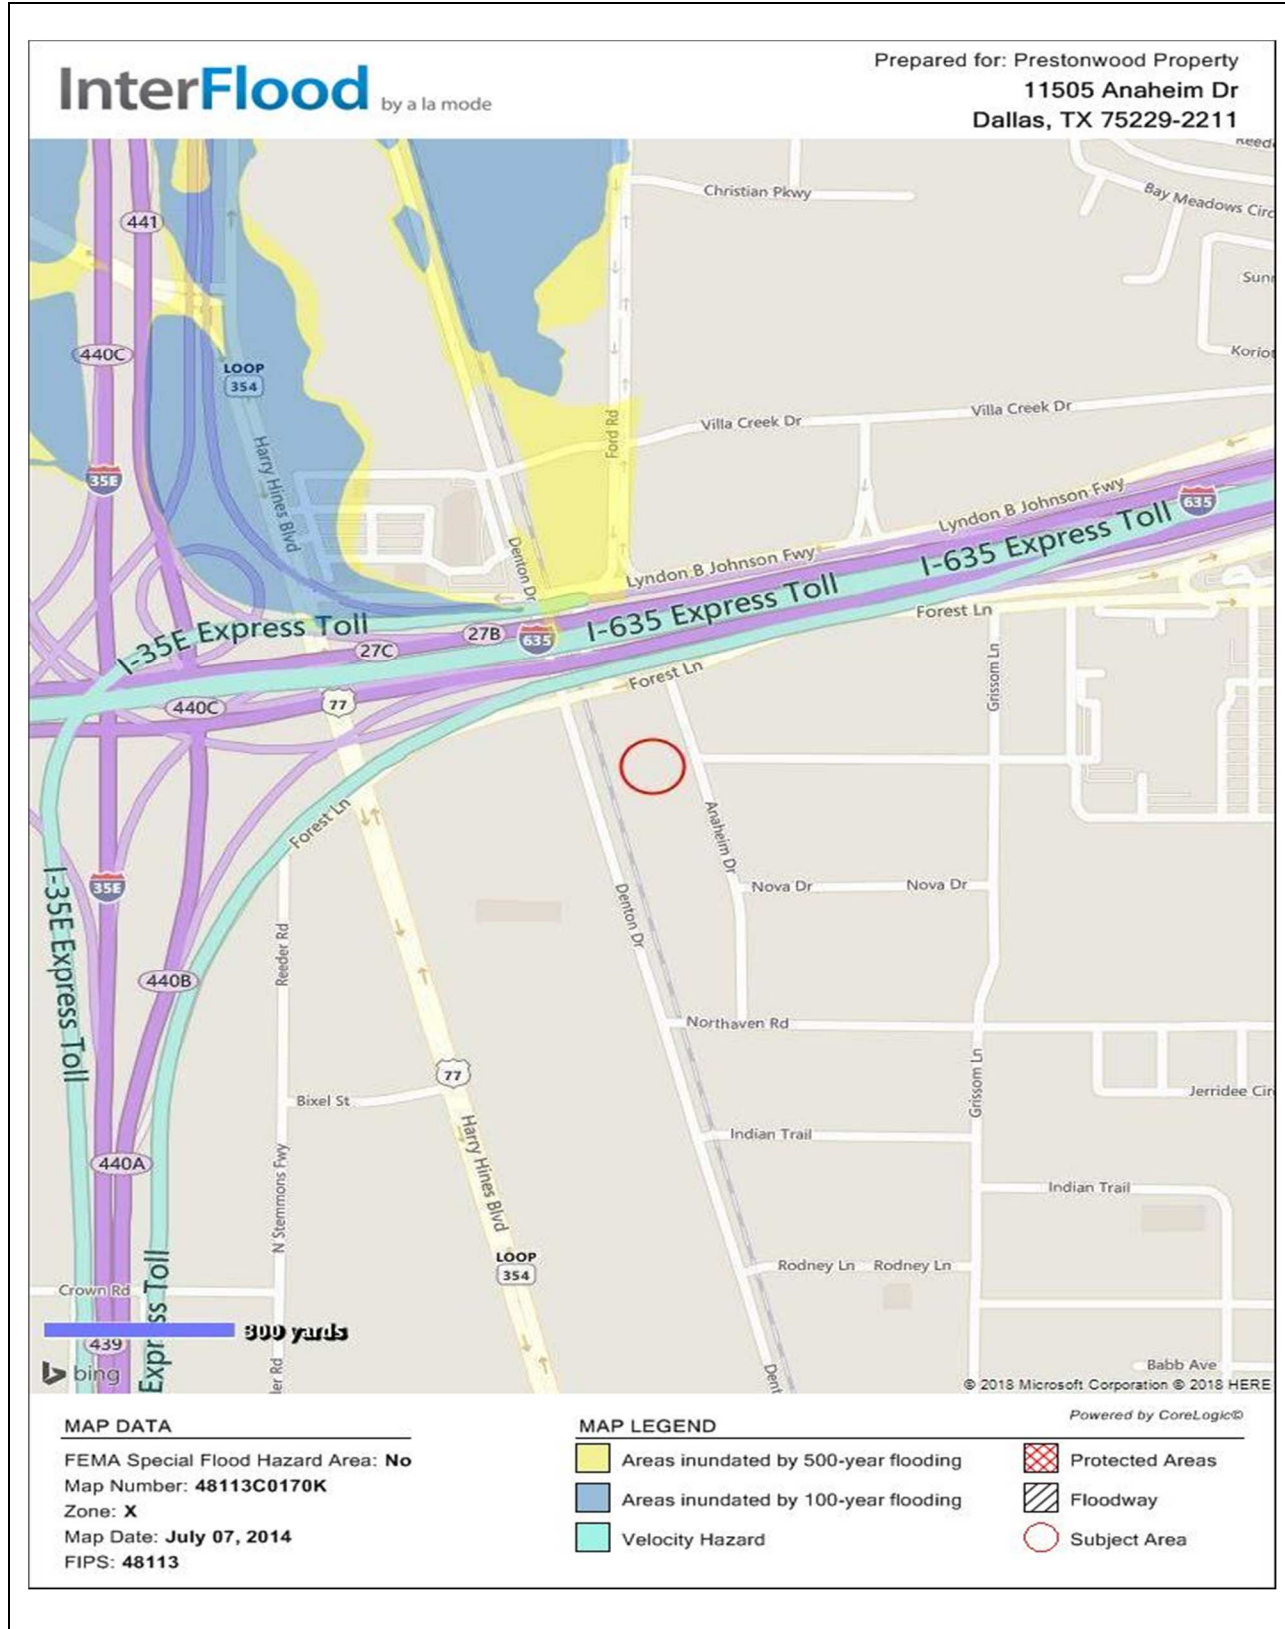 InterFlood by a la mode
Prepared for: Prestonwood Property
11505 Anaheim Dr
Dallas, TX 75229-2211
Christian Pkwy
Bay Meadows Circ
441
Sunr
440C
Korio
LOOP
354
Villa Creek Dr
Villa Creek Dr
Ford Rd
Harry Hines Blvd
35E
635
Lyndon B Johnson Fwy
I-635 Express Toll
Denton Dr
Lyndon B Johnson Fwy
I-635 Express Toll
Forest Ln
I-35E Express Toll
27B
635
27C
Forest Ln
Grissom Ln
440C
77
Forest Ln
Anaheim Dr
I-35E Express Toll
35E
Nova Dr
Nova Dr
Denton Dr
Reeder Rd
440B
Northaven Rd
77
Grissom Ln
Bixel St
Jerridee Cir
Indian Trail
Harry Hines Blvd
440A
N Stemmons Fwy
Indian Trail
LOOP
354
Rodney Ln
Rodney Ln
Crown Rd
Express Toll
300 yards
439
ler Rd
Dent
Babb Ave
bing
© 2018 Microsoft Corporation © 2018 HERE
Powered by CoreLogic©
MAP DATA
FEMA Special Flood Hazard Area: No
Map Number: 48113C0170K
Zone: X
Map Date: July 07, 2014
FIPS: 48113
MAP LEGEND
Areas inundated by 500-year flooding
Areas inundated by 100-year flooding
Velocity Hazard
Protected Areas
Floodway
Subject Area